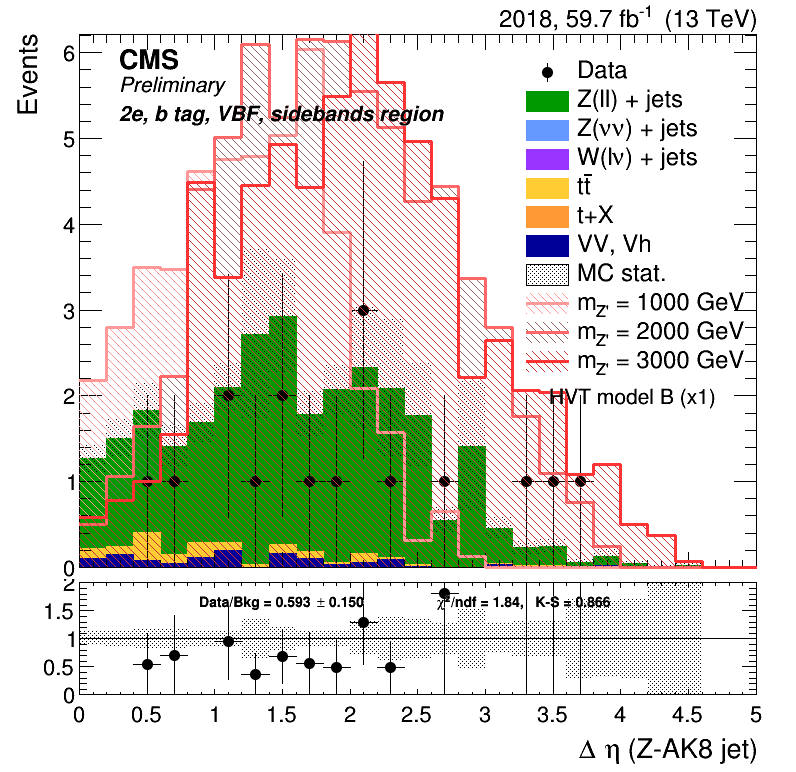 2018, 59.7 fb⁻¹ (13 TeV)
Events
CMS
Preliminary
2e, b tag, VBF, sidebands region
Data
Z(ll) + jets
Z(νν) + jets
W(lν) + jets
tt̄
t+X
VV, Vh
MC stat.
m_Z' = 1000 GeV
m_Z' = 2000 GeV
m_Z' = 3000 GeV
HVT model B (x1)
6
5
4
3
2
1
0
Data/Bkg = 0.593 ± 0.150
χ²/ndf = 1.84, K-S = 0.866
2
1.5
1
0.5
0
0 0.5 1 1.5 2 2.5 3 3.5 4 4.5 5
Δ η (Z-AK8 jet)